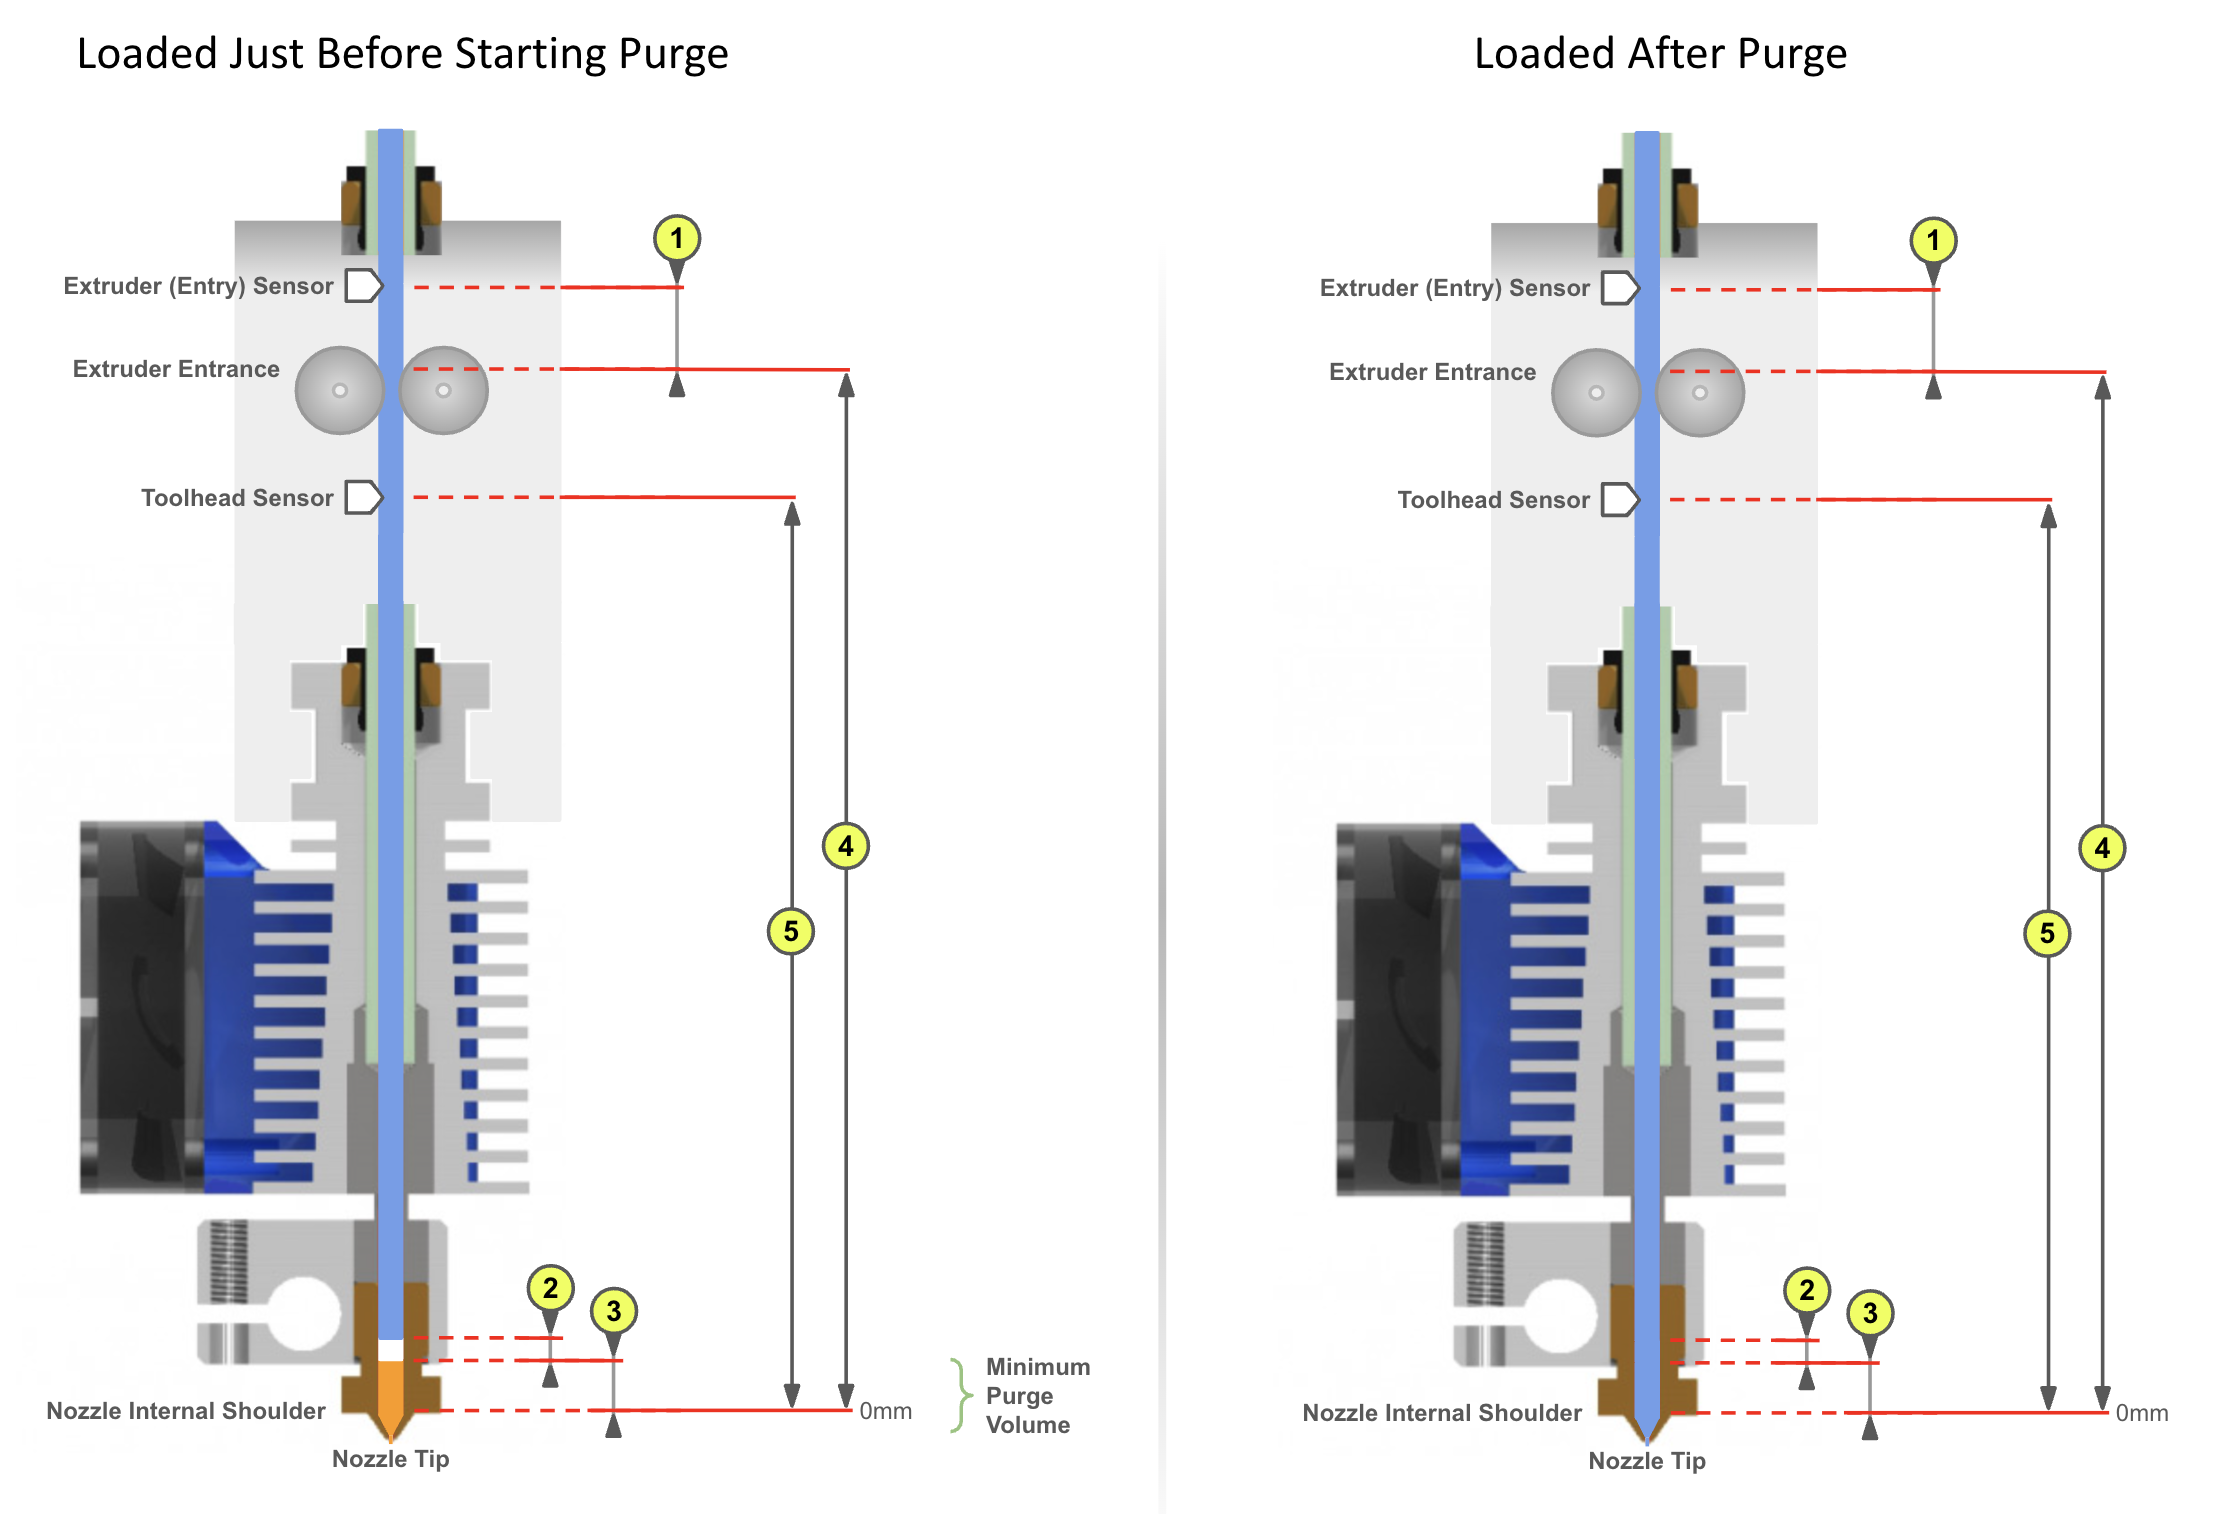 Loaded Just Before Starting Purge
1
Extruder (Entry) Sensor
Extruder Entrance
Toolhead Sensor
4
5
2
3
Minimum
Purge
Volume
Nozzle Internal Shoulder
0mm
Nozzle Tip
Loaded After Purge
1
Extruder (Entry) Sensor
Extruder Entrance
Toolhead Sensor
4
5
2
3
Nozzle Internal Shoulder
0mm
Nozzle Tip